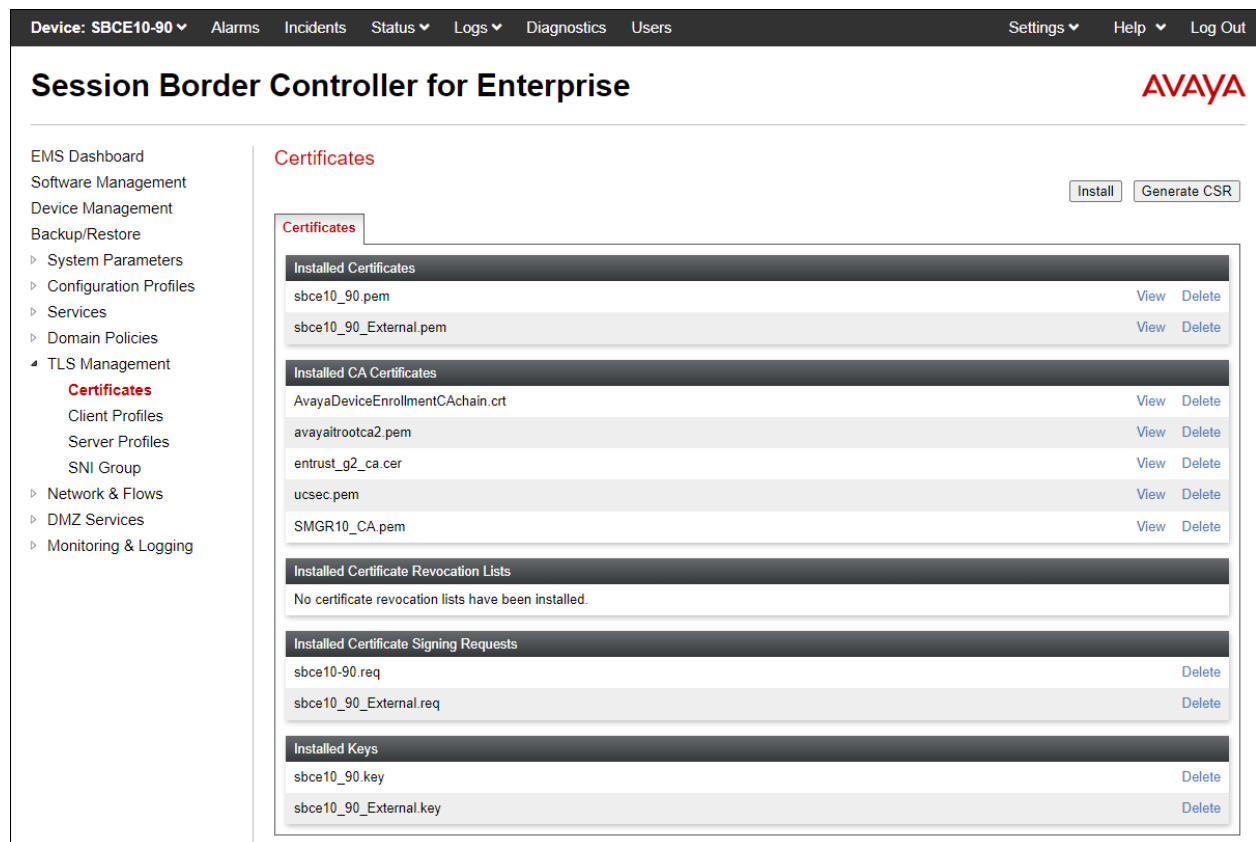 Device: SBCE10-90 Alarms Incidents Status Logs Diagnostics Users Settings Help Log Out
Session Border Controller for Enterprise
AVAYA
EMS Dashboard
Software Management
Device Management
Backup/Restore
System Parameters
Configuration Profiles
Services
Domain Policies
TLS Management
Certificates
Client Profiles
Server Profiles
SNI Group
Network & Flows
DMZ Services
Monitoring & Logging
Certificates
Install Generate CSR
Certificates
Installed Certificates
sbce10_90.pem View Delete
sbce10_90_External.pem View Delete
Installed CA Certificates
AvayaDeviceEnrollmentCAchain.crt View Delete
avayaitrootca2.pem View Delete
entrust_g2_ca.cer View Delete
ucsec.pem View Delete
SMGR10_CA.pem View Delete
Installed Certificate Revocation Lists
No certificate revocation lists have been installed.
Installed Certificate Signing Requests
sbce10-90.req Delete
sbce10_90_External.req Delete
Installed Keys
sbce10_90.key Delete
sbce10_90_External.key Delete